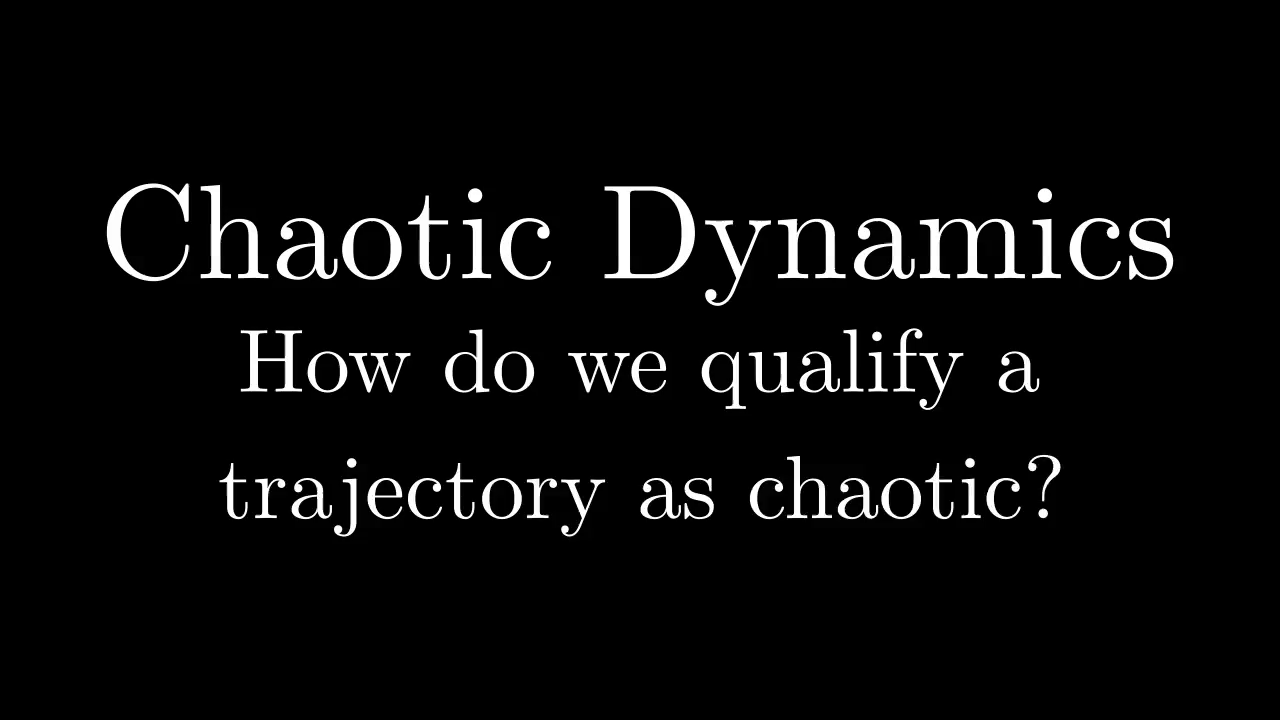 Chaotic Dynamics
How do we qualify a
trajectory as chaotic?